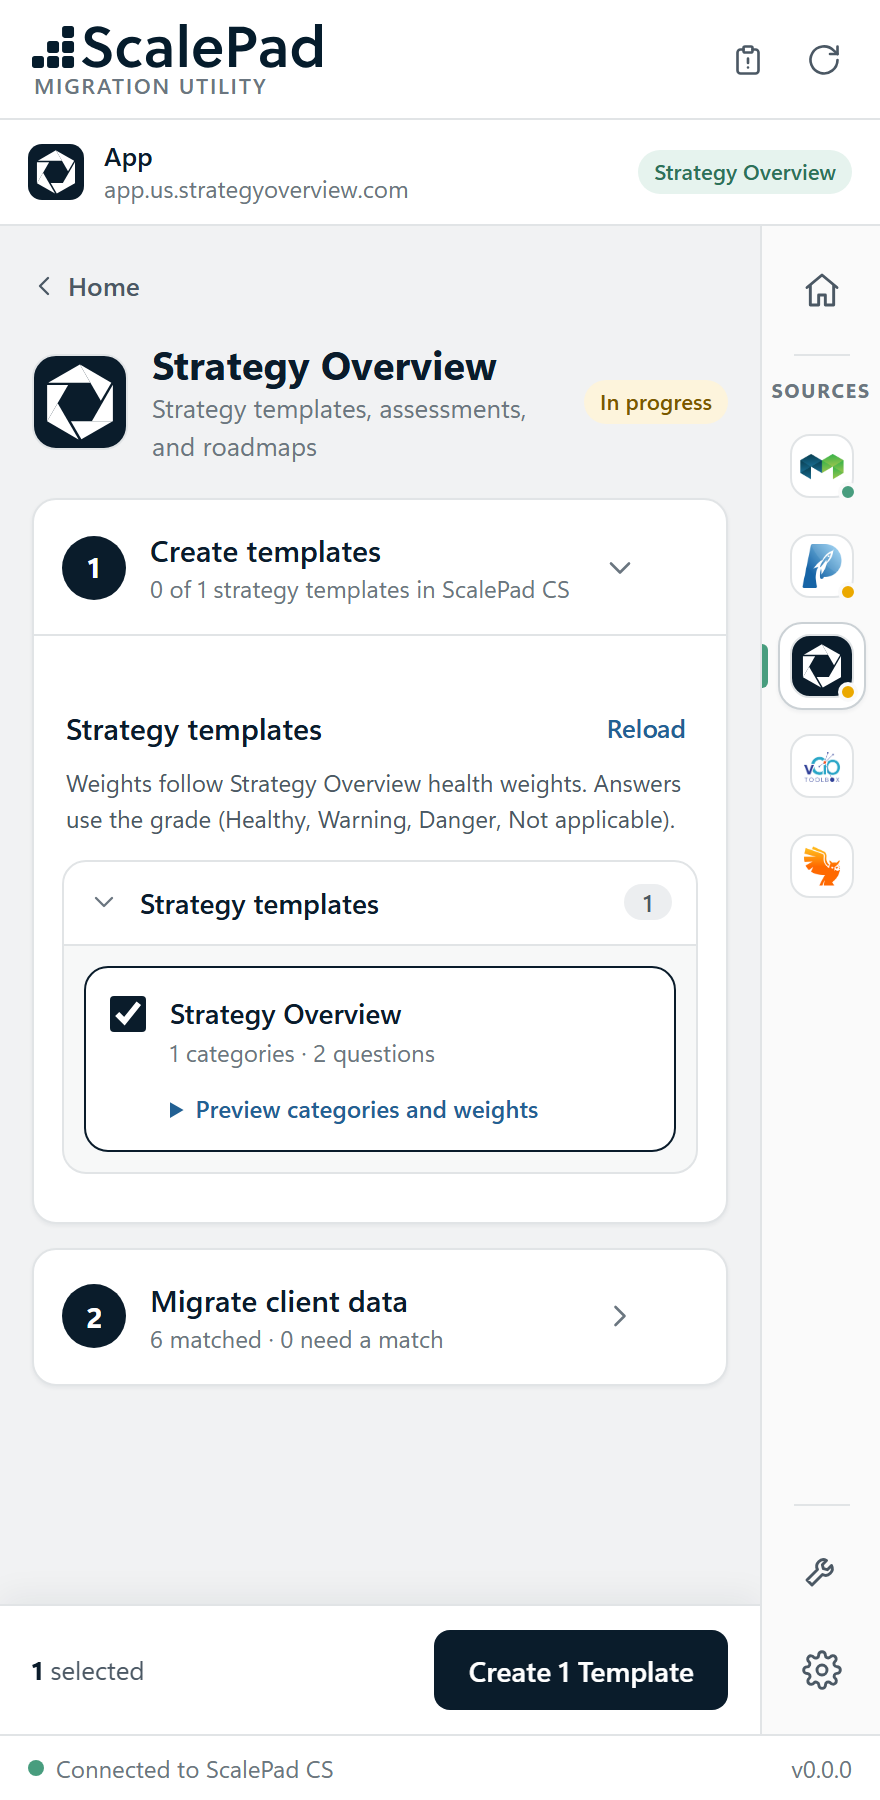 ScalePad
MIGRATION UTILITY
App
app.us.strategyoverview.com
Strategy Overview
Home
Strategy Overview
Strategy templates, assessments,
and roadmaps
In progress
SOURCES
1
Create templates
0 of 1 strategy templates in ScalePad CS
Strategy templates
Reload
Weights follow Strategy Overview health weights. Answers
use the grade (Healthy, Warning, Danger, Not applicable).
vCIO
TOOLBOX
Strategy templates
1
Strategy Overview
1 categories · 2 questions
Preview categories and weights
2
Migrate client data
6 matched · 0 need a match
1 selected
Create 1 Template
Connected to ScalePad CS
v0.0.0